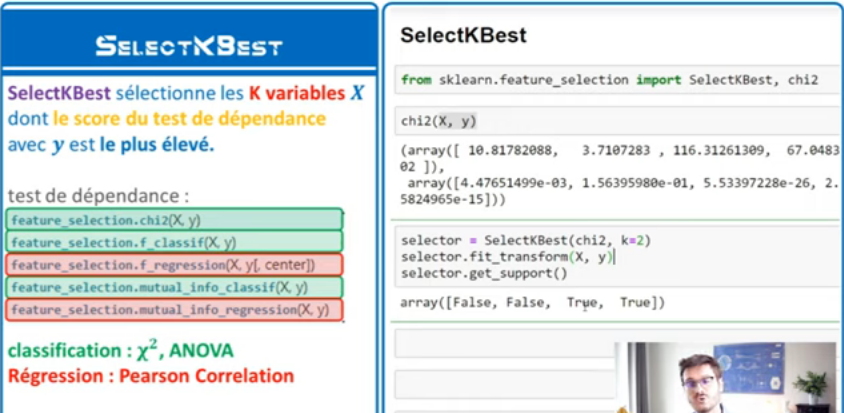 SELECTKBEST
SelectKBest sélectionne les K variables X
dont le score du test de dépendance
avec y est le plus élevé.
test de dépendance :
feature_selection.chi2(X, y)
feature_selection.f_classif(X, y)
feature_selection.f_regression(X, y[, center])
feature_selection.mutual_info_classif(X, y)
feature_selection.mutual_info_regression(X, y)
classification : χ², ANOVA
Régression : Pearson Correlation
SelectKBest
from sklearn.feature_selection import SelectKBest, chi2
chi2(X, y)
(array([ 10.81782088,   3.7107283 , 116.31261309,  67.0483
02 ]),
 array([4.47651499e-03, 1.56395980e-01, 5.53397228e-26, 2.
5824965e-15]))
selector = SelectKBest(chi2, k=2)
selector.fit_transform(X, y)
selector.get_support()
array([False, False,  True,  True])